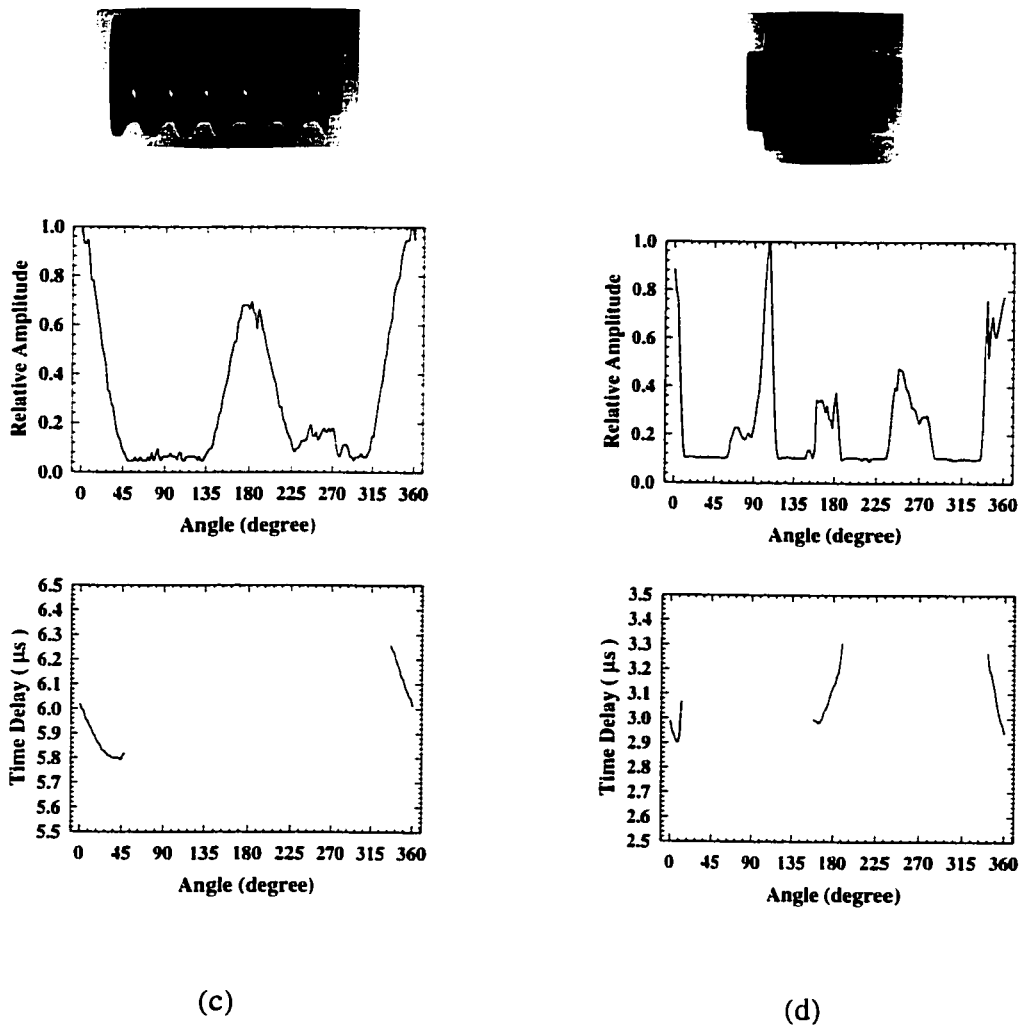 1.0
0.8
0.6
0.4
0.2
0.0
Relative Amplitude
0 45 90 135 180 225 270 315 360
Angle (degree)
1.0
0.8
0.6
0.4
0.2
0.0
Relative Amplitude
0 45 90 135 180 225 270 315 360
Angle (degree)
6.5
6.4
6.3
6.2
6.1
6.0
5.9
5.8
5.7
5.6
5.5
Time Delay ( μs )
0 45 90 135 180 225 270 315 360
Angle (degree)
3.5
3.4
3.3
3.2
3.1
3.0
2.9
2.8
2.7
2.6
2.5
Time Delay ( μs )
0 45 90 135 180 225 270 315 360
Angle (degree)
(c)
(d)